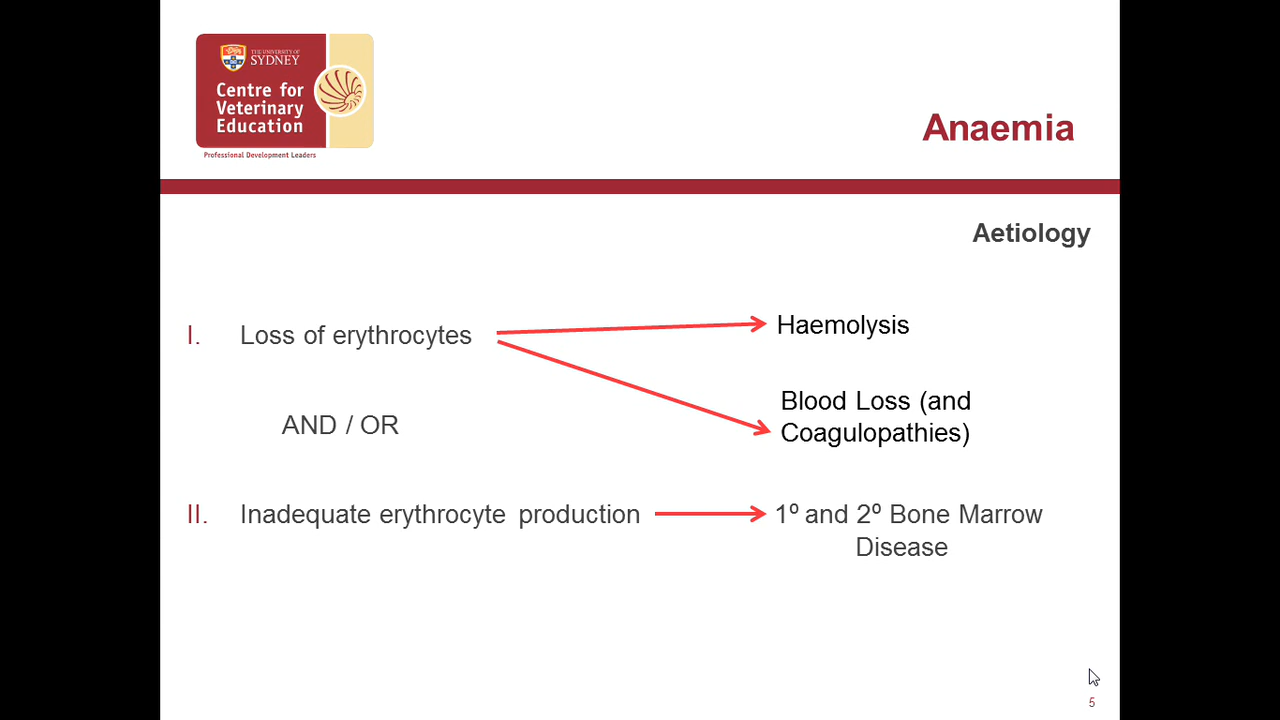 THE UNIVERSITY OF
SYDNEY
Centre for
Veterinary
Education
Professional Development Leaders
Anaemia
Aetiology
I. Loss of erythrocytes
Haemolysis
Blood Loss (and
Coagulopathies)
AND / OR
II. Inadequate erythrocyte production
1º and 2º Bone Marrow
Disease
5